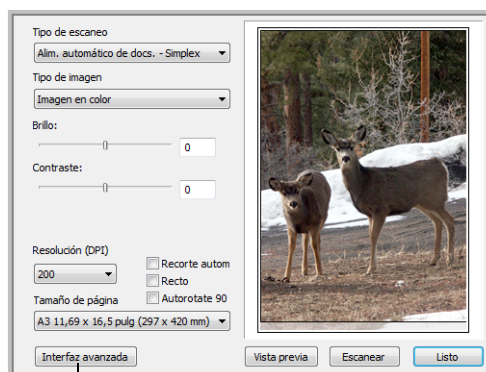 Tipo de escaneo
Alim. automático de docs. - Simplex
Tipo de imagen
Imagen en color
Brillo:
0
Contraste:
0
Resolución (DPI)
200
Recorte autom
Recto
Tamaño de página
Autorotate 90
A3 11,69 x 16,5 pulg (297 x 420 mm)
Interfaz avanzada
Vista previa
Escanear
Listo